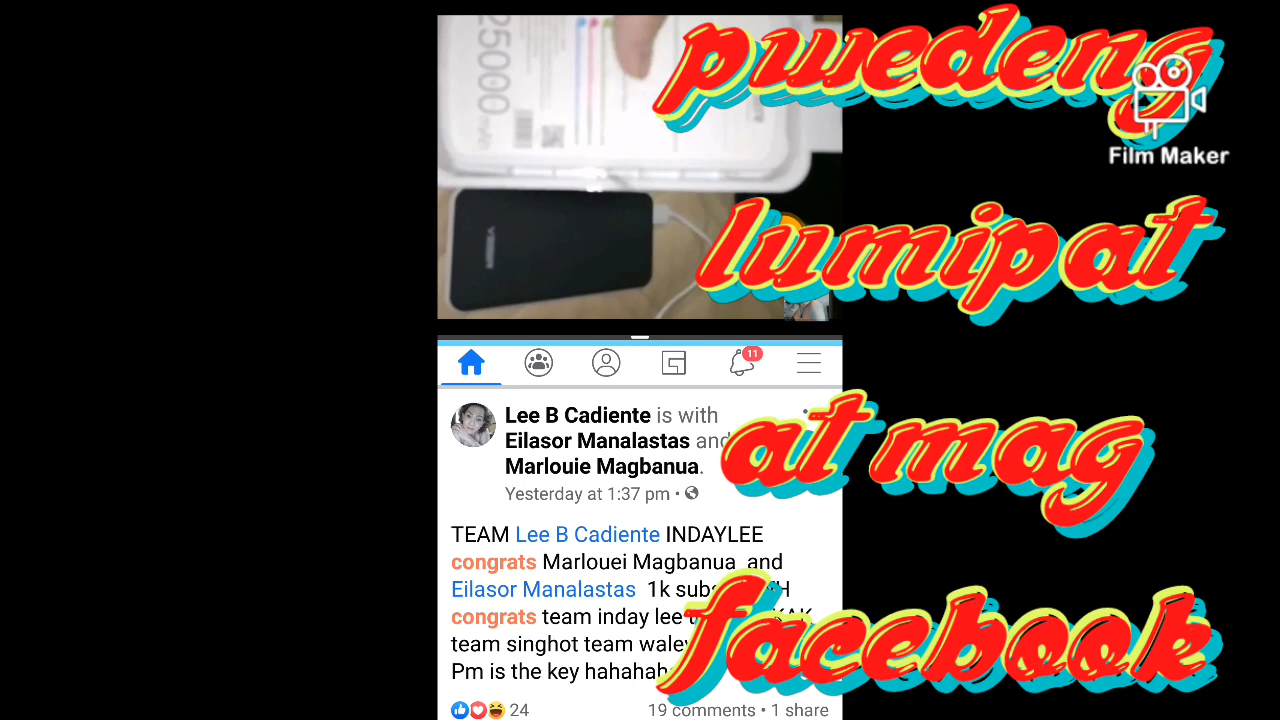 25000
mAh
pwedeng
Film Maker
lumipat
11
Lee B Cadiente is with
Eilasor Manalastas and
Marlouie Magbanua.
Yesterday at 1:37 pm •
at mag
TEAM Lee B Cadiente INDAYLEE
congrats Marlouei Magbanua and
Eilasor Manalastas 1k
congrats team inday lee
team singhot team
Pm is the key
facebook
24
19 comments • 1 share